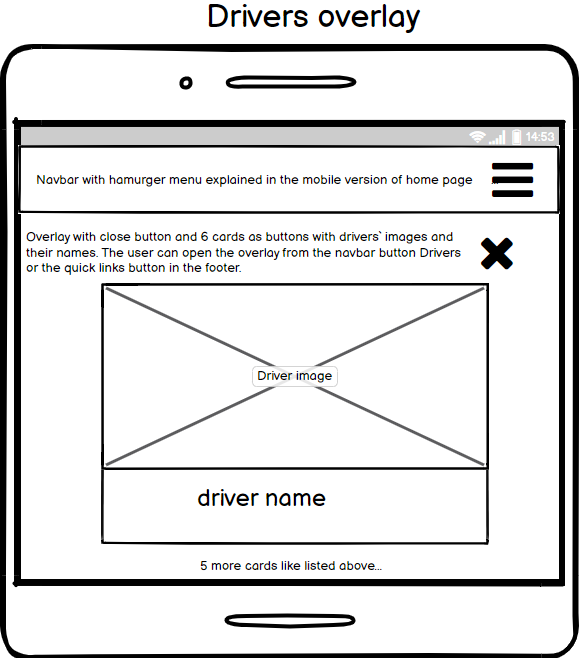 Drivers overlay
14:53
Navbar with hamurger menu explained in the mobile version of home page
Overlay with close button and 6 cards as buttons with drivers` images and
their names. The user can open the overlay from the navbar button Drivers
or the quick links button in the footer.
Driver image
driver name
5 more cards like listed above...